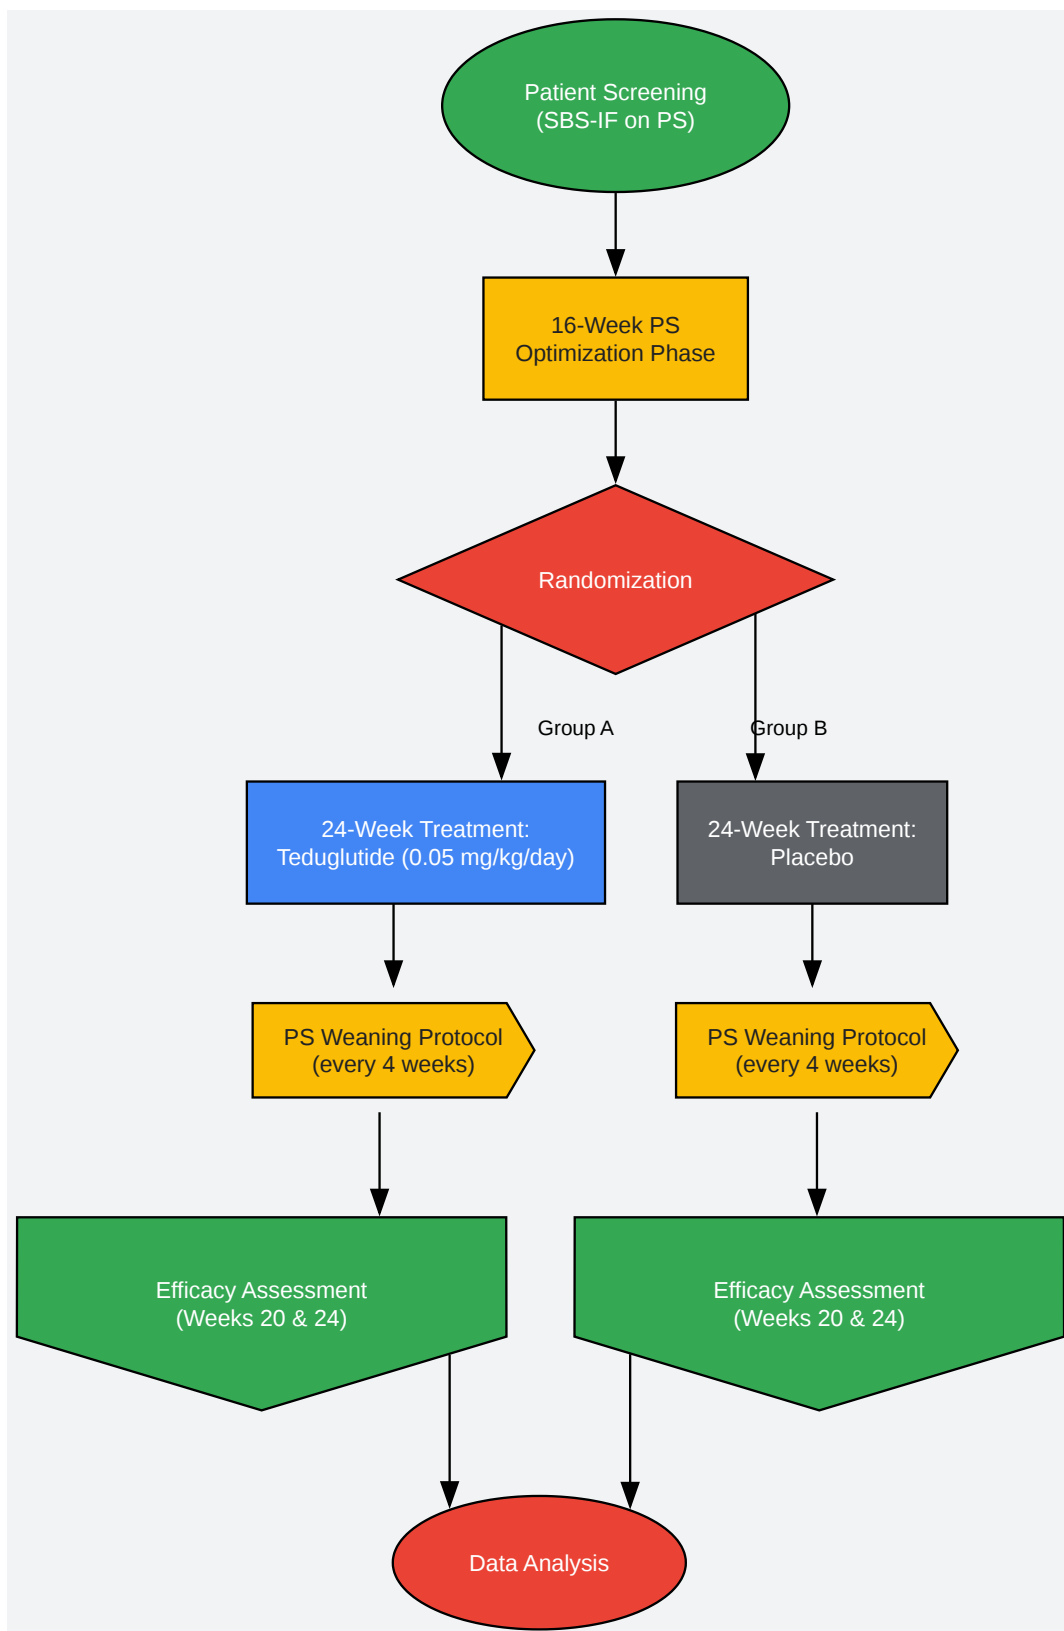 Patient Screening
(SBS-IF on PS)
16-Week PS
Optimization Phase
Randomization
Group A
Group B
24-Week Treatment:
Teduglutide (0.05 mg/kg/day)
24-Week Treatment:
Placebo
PS Weaning Protocol
(every 4 weeks)
PS Weaning Protocol
(every 4 weeks)
Efficacy Assessment
(Weeks 20 & 24)
Efficacy Assessment
(Weeks 20 & 24)
Data Analysis